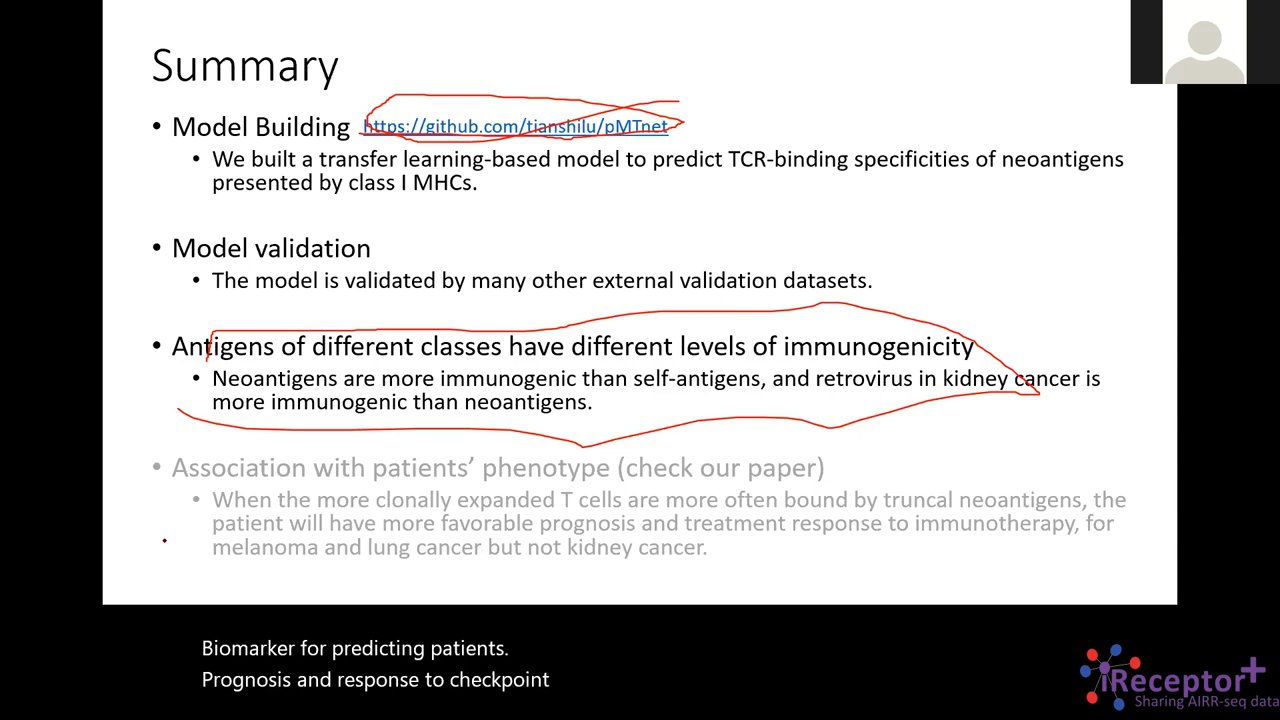 Summary
• Model Building https://github.com/tianshilu/pMTnet
• We built a transfer learning-based model to predict TCR-binding specificities of neoantigens
presented by class I MHCs.
• Model validation
• The model is validated by many other external validation datasets.
• Antigens of different classes have different levels of immunogenicity
• Neoantigens are more immunogenic than self-antigens, and retrovirus in kidney cancer is
more immunogenic than neoantigens.
• Association with patients’ phenotype (check our paper)
• When the more clonally expanded T cells are more often bound by truncal neoantigens, the
patient will have more favorable prognosis and treatment response to immunotherapy, for
melanoma and lung cancer but not kidney cancer.
Biomarker for predicting patients.
Prognosis and response to checkpoint
iReceptor+
Sharing AIRR-seq data